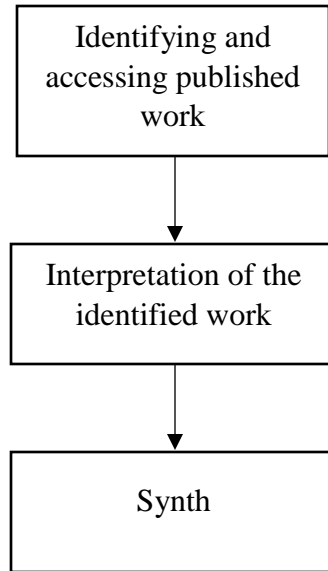 Identifying and
accessing published
work
Interpretation of the
identified work
Synth